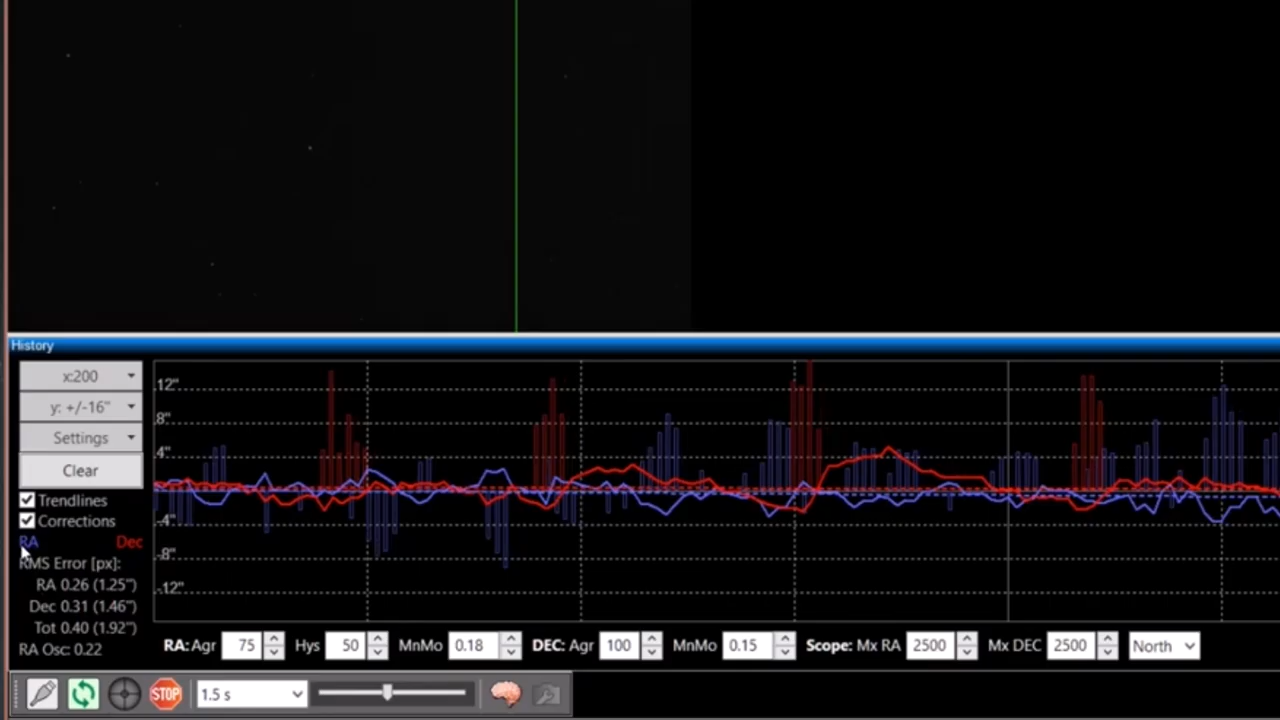 History
x:200
y: +/-16"
Settings
Clear
Trendlines
Corrections
RA Dec
RMS Error [px]:
RA 0.26 (1.25")
Dec 0.31 (1.46")
Tot 0.40 (1.92")
RA Osc: 0.22
12"
8"
4"
-4"
-8"
-12"
RA: Agr 75 Hys 50 MnMo 0.18 DEC: Agr 100 MnMo 0.15 Scope: Mx RA 2500 Mx DEC 2500 North
STOP 1.5 s